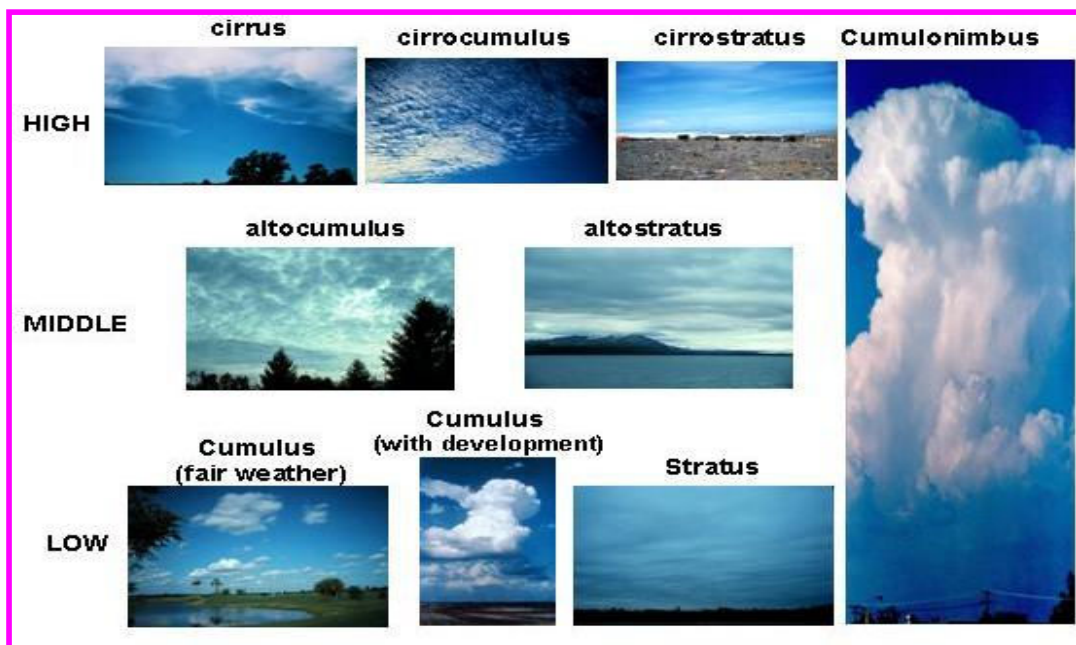 cirrus
cirrocumulus
cirrostratus
Cumulonimbus
HIGH
altocumulus
altostratus
MIDDLE
Cumulus
(fair weather)
Cumulus
(with development)
Stratus
LOW